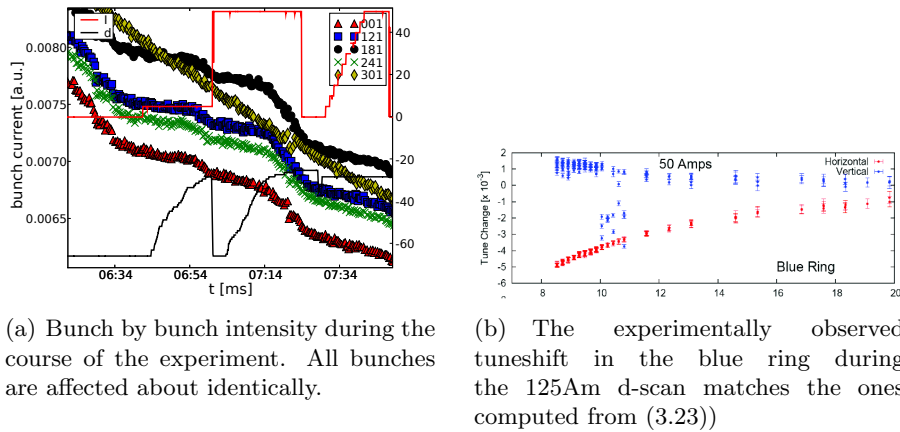 l
d
001
121
181
241
301
0.0080
0.0075
0.0070
0.0065
bunch current [a.u.]
40
20
0
−20
−40
−60
06:34
06:54
07:14
07:34
t [ms]
50 Amps
Horizontal
Vertical
Tune Change [x 10⁻³]
2
1
0
-1
-2
-3
-4
-5
-6
Blue Ring
8
10
12
14
16
18
20
(a) Bunch by bunch intensity during the
course of the experiment. All bunches
are affected about identically.
(b) The experimentally observed
tuneshift in the blue ring during
the 125Am d-scan matches the ones
computed from (3.23))